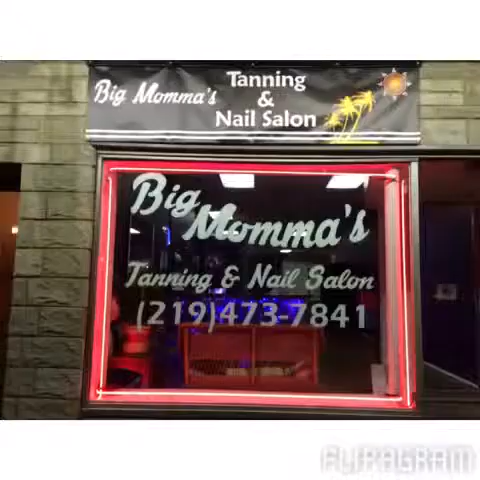 Big Momma's
Tanning
&
Nail Salon
Big
Momma's
Tanning & Nail Salon
(219)473-7841
FLIPAGRAM